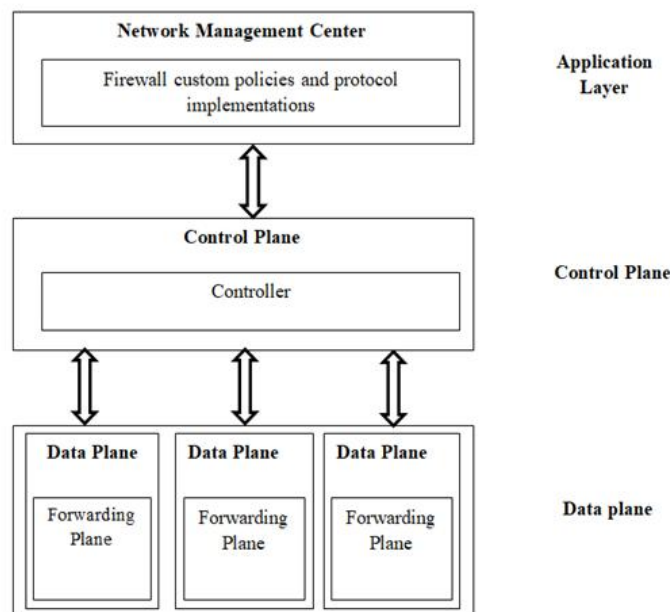 Network Management Center
Firewall custom policies and protocol
implementations
Application
Layer
Control Plane
Controller
Control Plane
Data Plane
Data Plane
Data Plane
Forwarding
Plane
Forwarding
Plane
Forwarding
Plane
Data plane